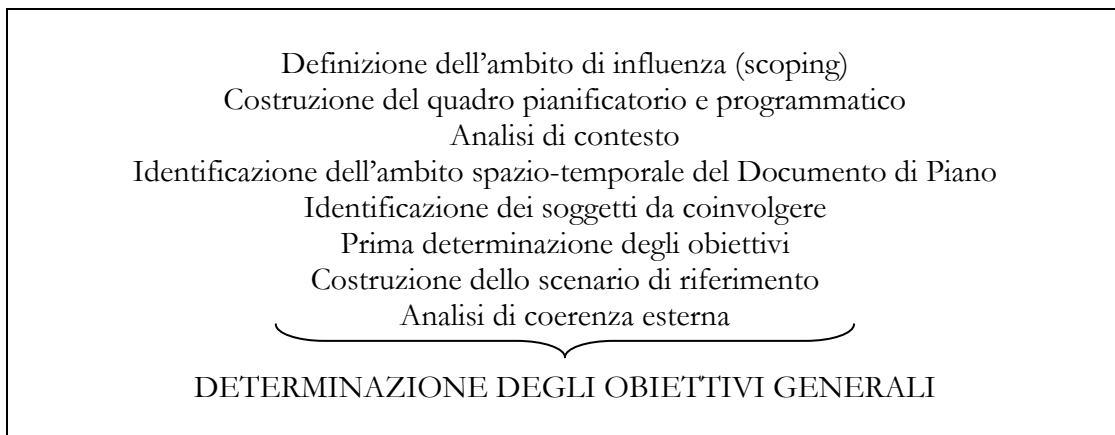 Definizione dell’ambito di influenza (scoping)
Costruzione del quadro pianificatorio e programmatico
Analisi di contesto
Identificazione dell’ambito spazio-temporale del Documento di Piano
Identificazione dei soggetti da coinvolgere
Prima determinazione degli obiettivi
Costruzione dello scenario di riferimento
Analisi di coerenza esterna
DETERMINAZIONE DEGLI OBIETTIVI GENERALI